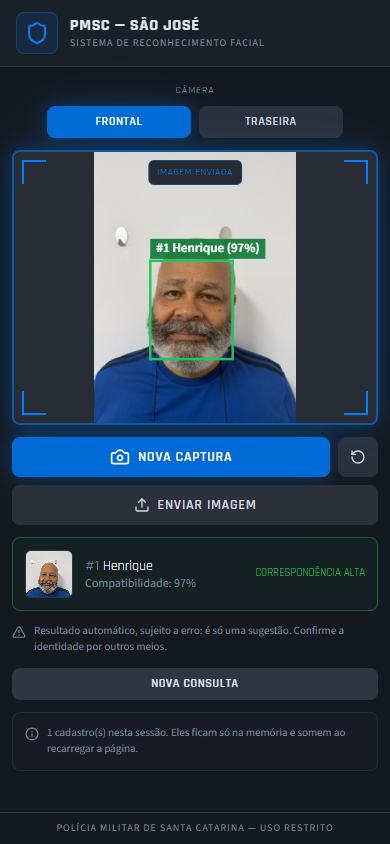 PMSC — SÃO JOSÉ
SISTEMA DE RECONHECIMENTO FACIAL
CÂMERA
FRONTAL
TRASEIRA
IMAGEM ENVIADA
#1 Henrique (97%)
NOVA CAPTURA
ENVIAR IMAGEM
#1 Henrique
Compatibilidade: 97%
CORRESPONDÊNCIA ALTA
Resultado automático, sujeito a erro: é só uma sugestão. Confirme a
identidade por outros meios.
NOVA CONSULTA
1 cadastro(s) nesta sessão. Eles ficam só na memória e somem ao
recarregar a página.
POLÍCIA MILITAR DE SANTA CATARINA — USO RESTRITO